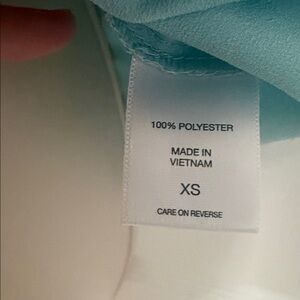 100% POLYESTER
MADE IN
VIETNAM
XS
CARE ON REVERSE